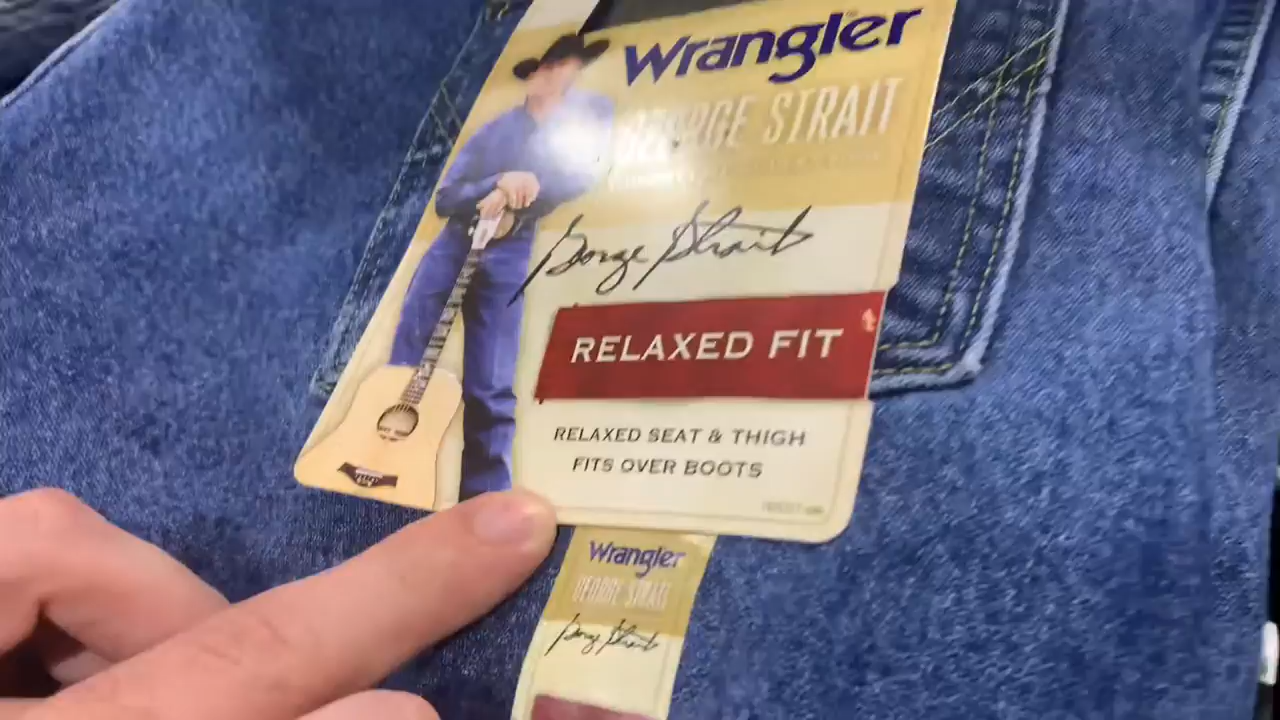 Wrangler
GEORGE STRAIT
George Strait
RELAXED FIT
RELAXED SEAT & THIGH
FITS OVER BOOTS
Wrangler
GEORGE STRAIT
George Strait